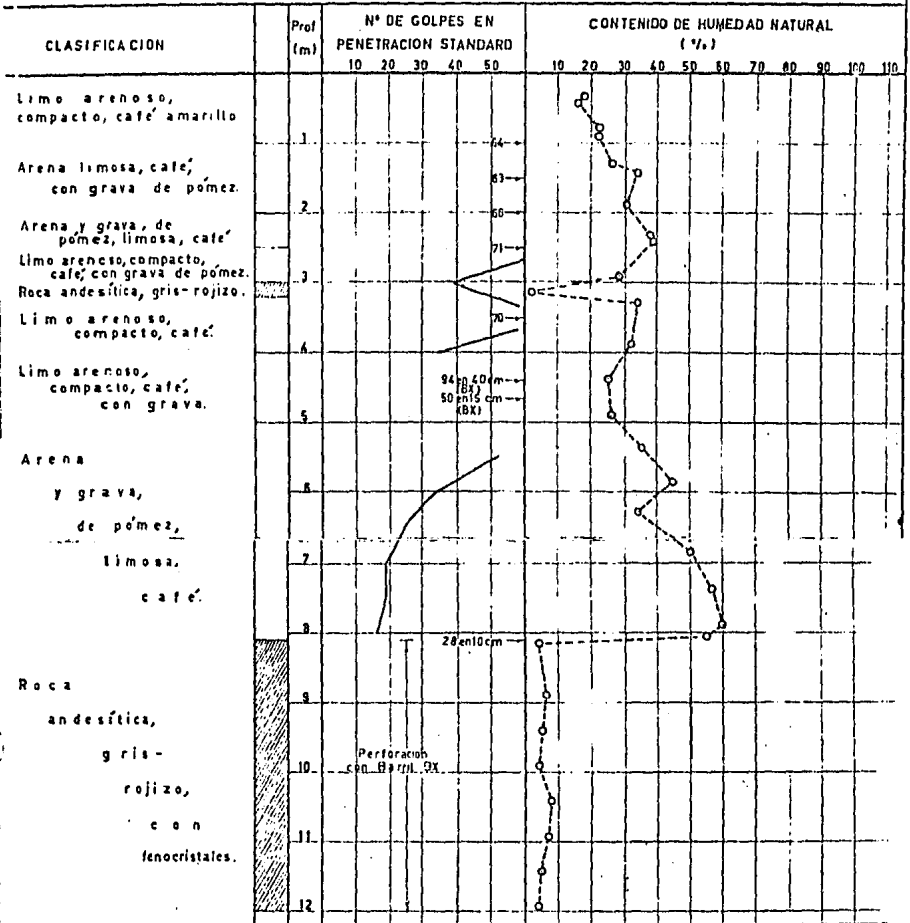 CLASIFICACION
Prof
(m)
Nº DE GOLPES EN
PENETRACION STANDARD
10 20 30 40 50
CONTENIDO DE HUMEDAD NATURAL
( % )
10 20 30 40 50 60 70 80 90 100 110
Limo arenoso,
compacto, café amarillo
1
64
Arena limosa, café,
con grava de pómez.
63
2
68
Arena y grava, de
pómez, limosa, café
71
Limo arenoso, compacto,
café, con grava de pómez.
3
Roca andesítica, gris-rojizo.
70
Limo arenoso,
compacto, café.
4
Limo arenoso,
compacto, café,
con grava.
94 en 40cm
(BX)
50 en 15 cm
(BX)
5
Arena
y grava,
de pómez,
limosa,
café.
6
7
8
28 en 10cm
Roca
andesítica,
gris-
rojizo,
con
fenocristales.
9
Perforación
con Barril
10
11
12